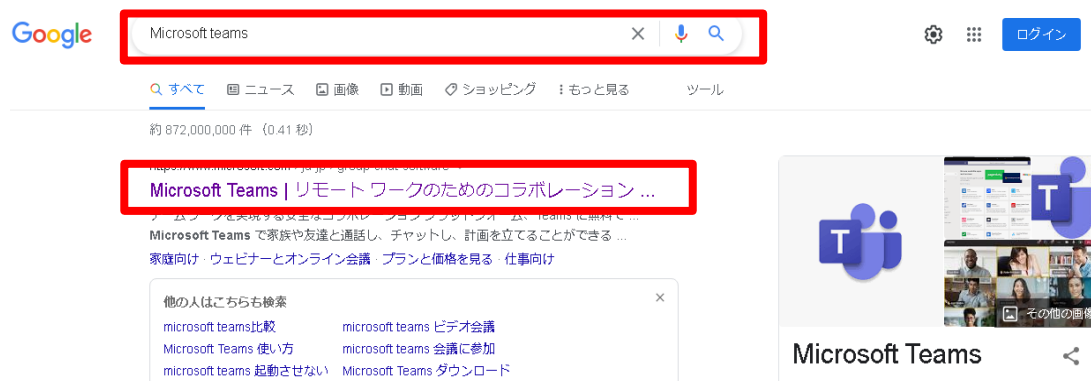 Google Microsoft teams ログイン
すべて ニュース 画像 動画 ショッピング もっと見る ツール
約 872,000,000 件 (0.41 秒)
Microsoft Teams | リモート ワークのためのコラボレーション ...
Microsoft Teams で家族や友達と通話し、チャットし、計画を立てることができる ...
家庭向け · ウェビナーとオンライン会議 · プランと価格を見る · 仕事向け
他の人はこちらも検索
microsoft teams比較 microsoft teams ビデオ会議
Microsoft Teams 使い方 microsoft teams 会議に参加
microsoft teams 起動させない Microsoft Teams ダウンロード
T
T
その他の画像
Microsoft Teams